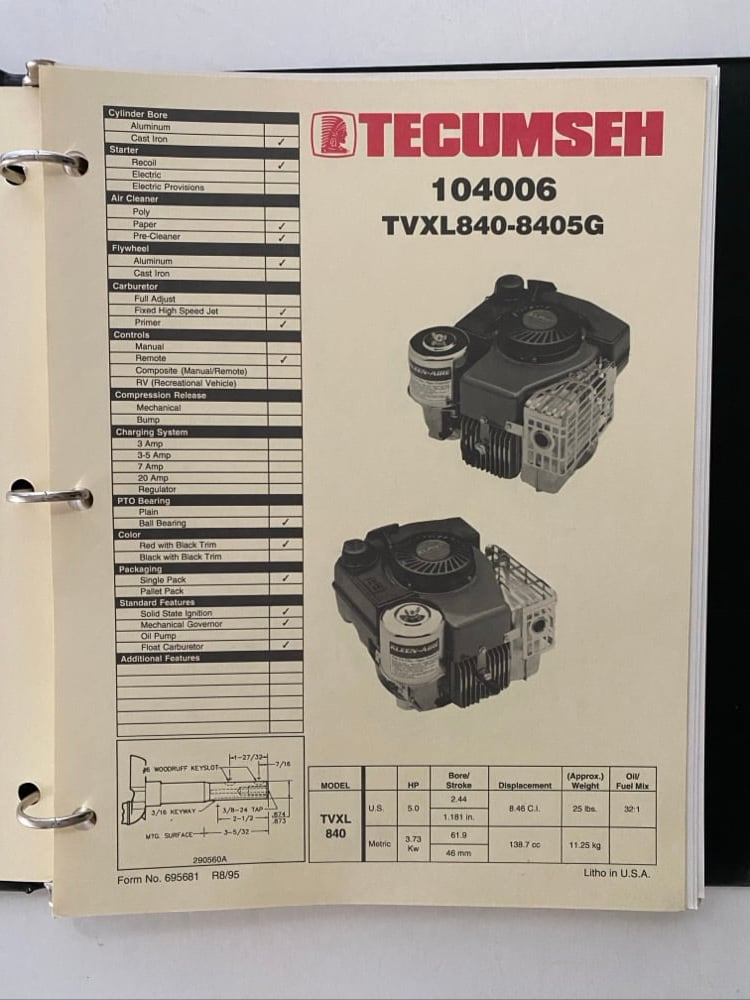 Cylinder Bore
Aluminum
Cast Iron ✓
Starter
Recoil ✓
Electric
Electric Provisions
Air Cleaner
Poly
Paper ✓
Pre-Cleaner ✓
Flywheel
Aluminum ✓
Cast Iron
Carburetor
Full Adjust
Fixed High Speed Jet ✓
Primer ✓
Controls
Manual
Remote ✓
Composite (Manual/Remote)
RV (Recreational Vehicle)
Compression Release
Mechanical
Bump
Charging System
3 Amp
3-5 Amp
7 Amp
20 Amp
Regulator
PTO Bearing
Plain
Ball Bearing ✓
Color
Red with Black Trim ✓
Black with Black Trim
Packaging
Single Pack ✓
Pallet Pack
Standard Features
Solid State Ignition ✓
Mechanical Governor ✓
Oil Pump
Float Carburetor ✓
Additional Features
TECUMSEH
104006
TVXL840-8405G
KLEEN-AIRE
KLEEN-AIRE
1-27/32
#6 WOODRUFF KEYSLOT
7/16
3/16 KEYWAY
3/8-24 TAP
2-1/2
.874
.873
MTG. SURFACE
3-5/32
290560A
MODEL HP Bore/ Stroke Displacement (Approx.) Weight Oil/ Fuel Mix
TVXL 840
U.S. 5.0 2.44 1.181 in. 8.46 C.I. 25 lbs. 32:1
Metric 3.73 Kw 61.9 46 mm 138.7 cc 11.25 kg
Form No. 695681 R8/95
Litho in U.S.A.